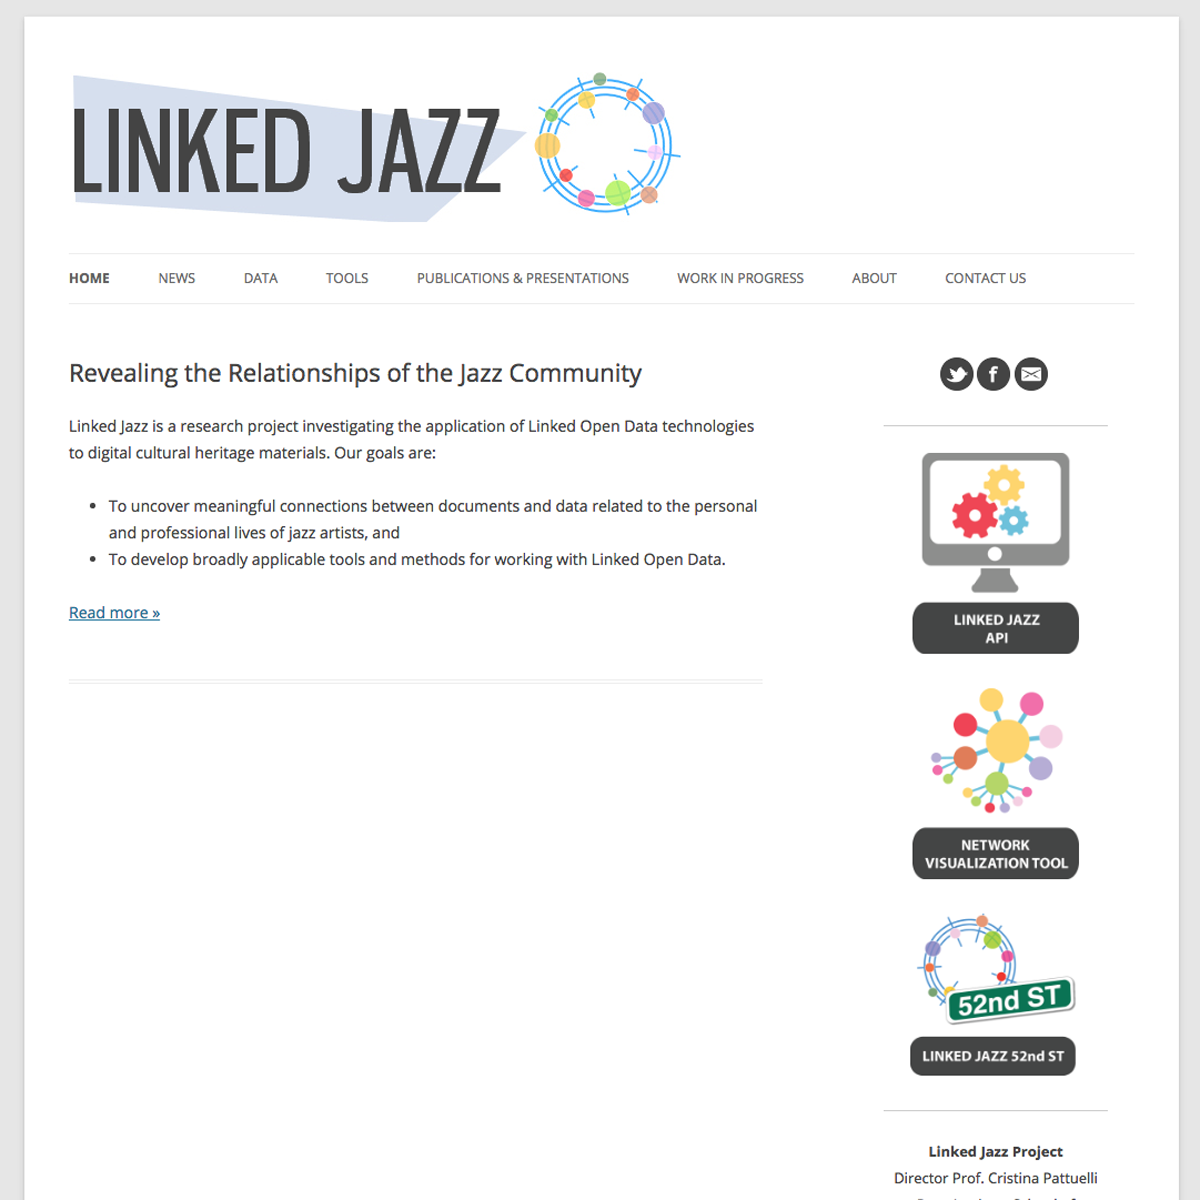 LINKED JAZZ
HOME NEWS DATA TOOLS PUBLICATIONS & PRESENTATIONS WORK IN PROGRESS ABOUT CONTACT US
Revealing the Relationships of the Jazz Community
Linked Jazz is a research project investigating the application of Linked Open Data technologies
to digital cultural heritage materials. Our goals are:
• To uncover meaningful connections between documents and data related to the personal
and professional lives of jazz artists, and
• To develop broadly applicable tools and methods for working with Linked Open Data.
Read more »
LINKED JAZZ
API
NETWORK
VISUALIZATION TOOL
52nd ST
LINKED JAZZ 52nd ST
Linked Jazz Project
Director Prof. Cristina Pattuelli